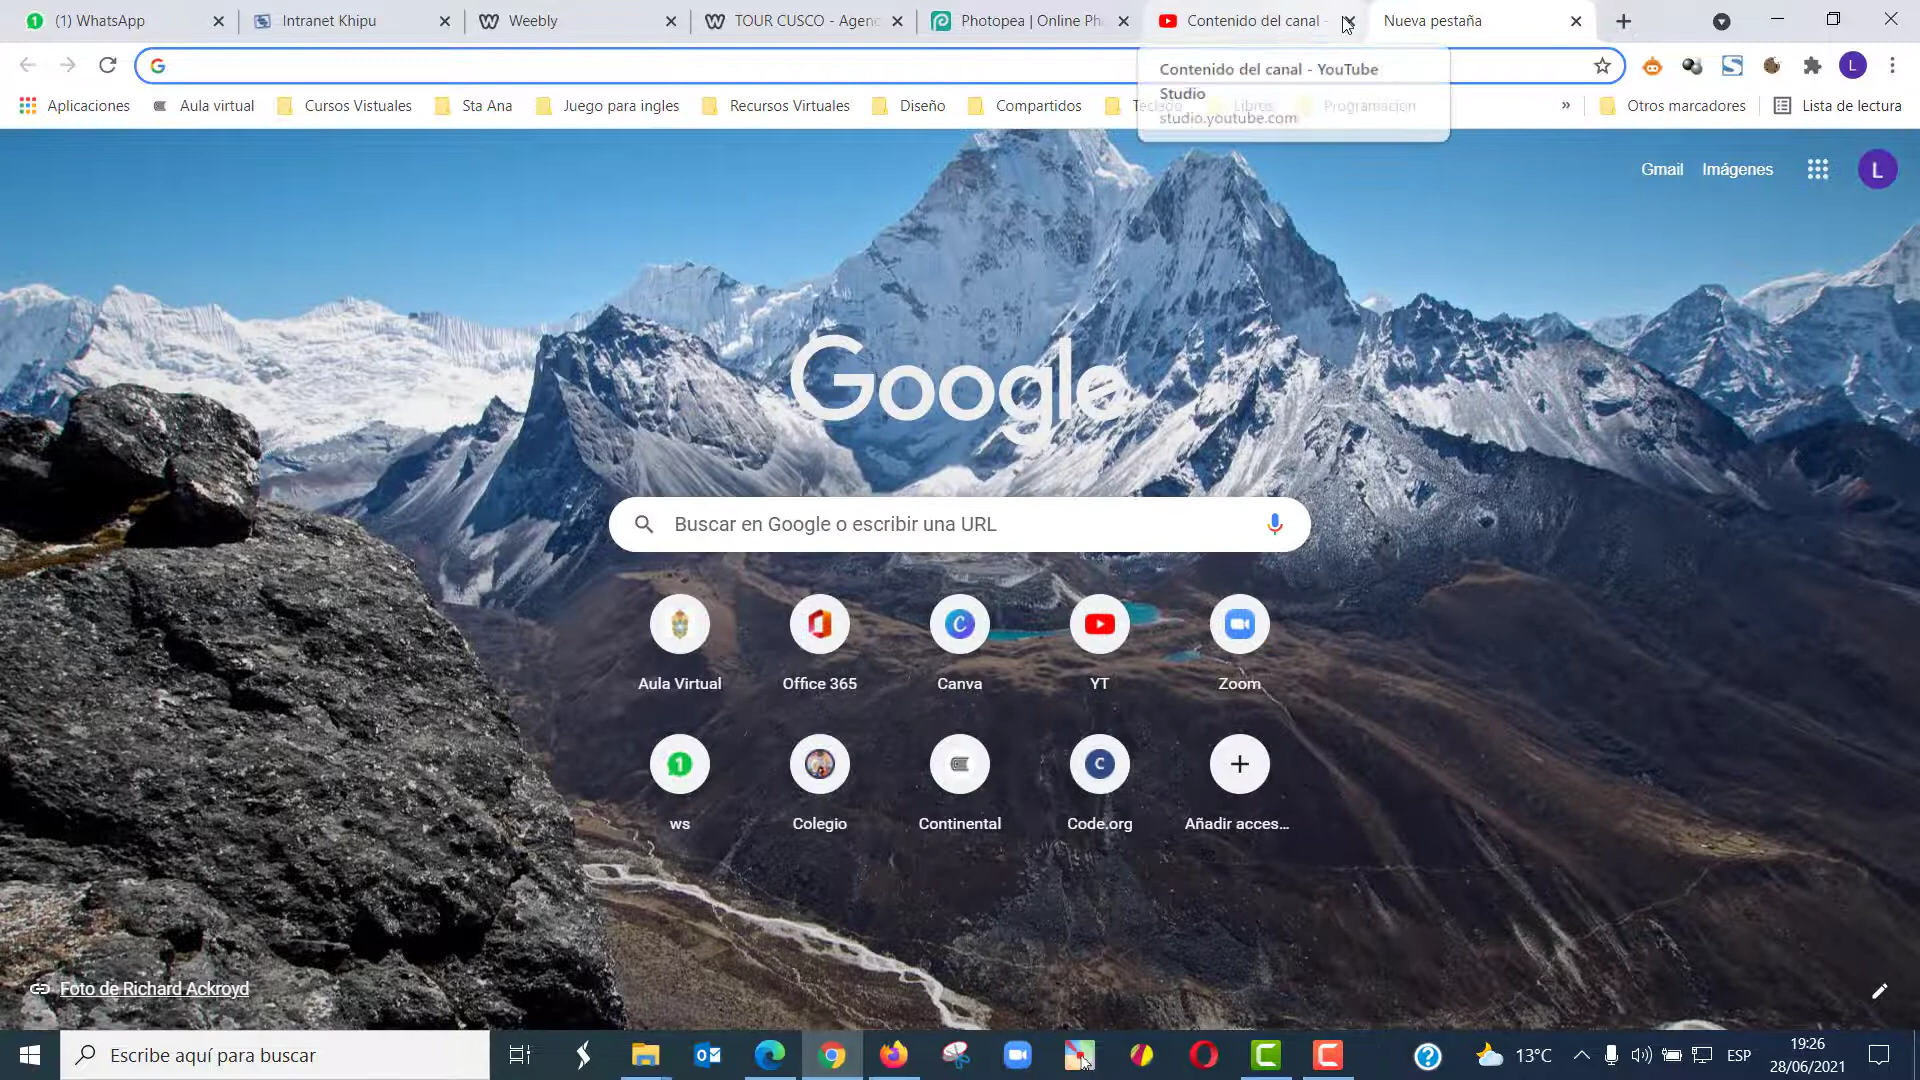 (1) WhatsApp
Intranet Khipu
Weebly
TOUR CUSCO - Agenc
Photopea | Online Ph
Contenido del canal -
Nueva pestaña
Contenido del canal - YouTube
Studio
studio.youtube.com
L
Aplicaciones
Aula virtual
Cursos Vistuales
Sta Ana
Juego para ingles
Recursos Virtuales
Diseño
Compartidos
Teclado
Libros
Programacion
»
Otros marcadores
Lista de lectura
Gmail
Imágenes
L
Google
Buscar en Google o escribir una URL
Aula Virtual
Office 365
Canva
YT
Zoom
ws
Colegio
Continental
Code.org
Añadir acces...
Foto de Richard Ackroyd
Escribe aquí para buscar
13°C
ESP
19:26
28/06/2021